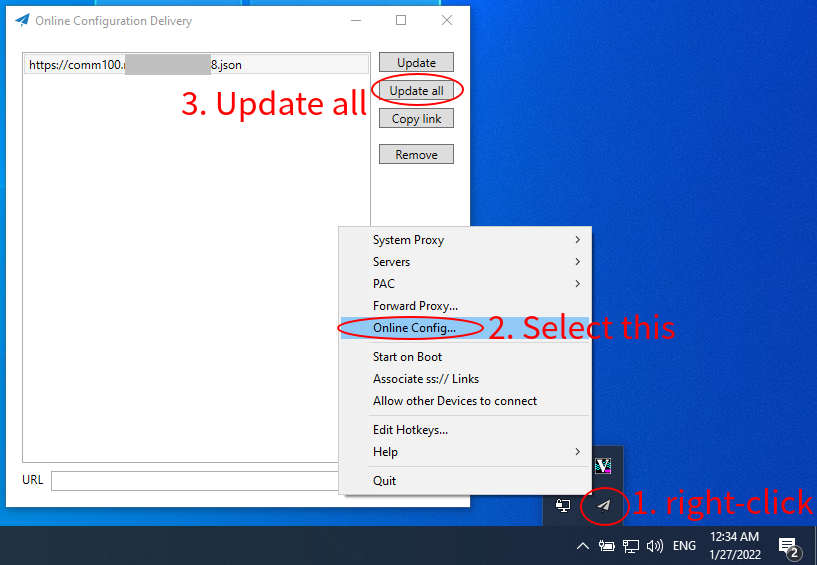 Online Configuration Delivery
https://comm100. 8.json
Update
Update all
3. Update all
Copy link
Remove
System Proxy
Servers
PAC
Forward Proxy...
Online Config...
2. Select this
Start on Boot
Associate ss:// Links
Allow other Devices to connect
Edit Hotkeys...
Help
URL
Quit
1. right-click
ENG
12:34 AM
1/27/2022
2